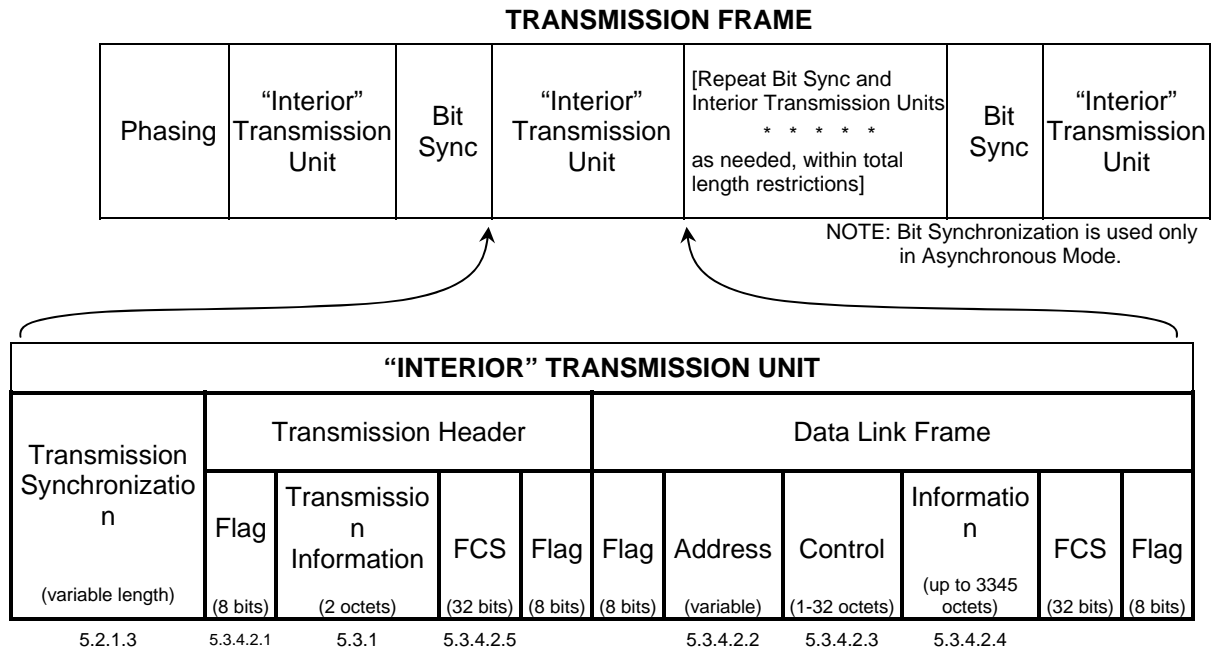 TRANSMISSION FRAME
Phasing
“Interior”
Transmission
Unit
Bit
Sync
“Interior”
Transmission
Unit
[Repeat Bit Sync and
Interior Transmission Units
* * * * *
as needed, within total
length restrictions]
Bit
Sync
“Interior”
Transmission
Unit
NOTE: Bit Synchronization is used only
in Asynchronous Mode.
“INTERIOR” TRANSMISSION UNIT
Transmission
Synchronizatio
n
(variable length)
Transmission Header
Data Link Frame
Flag
(8 bits)
Transmissio
n
Information
(2 octets)
FCS
(32 bits)
Flag
(8 bits)
Flag
(8 bits)
Address
(variable)
Control
(1-32 octets)
Informatio
n
(up to 3345
octets)
FCS
(32 bits)
Flag
(8 bits)
5.2.1.3
5.3.4.2.1
5.3.1
5.3.4.2.5
5.3.4.2.2
5.3.4.2.3
5.3.4.2.4